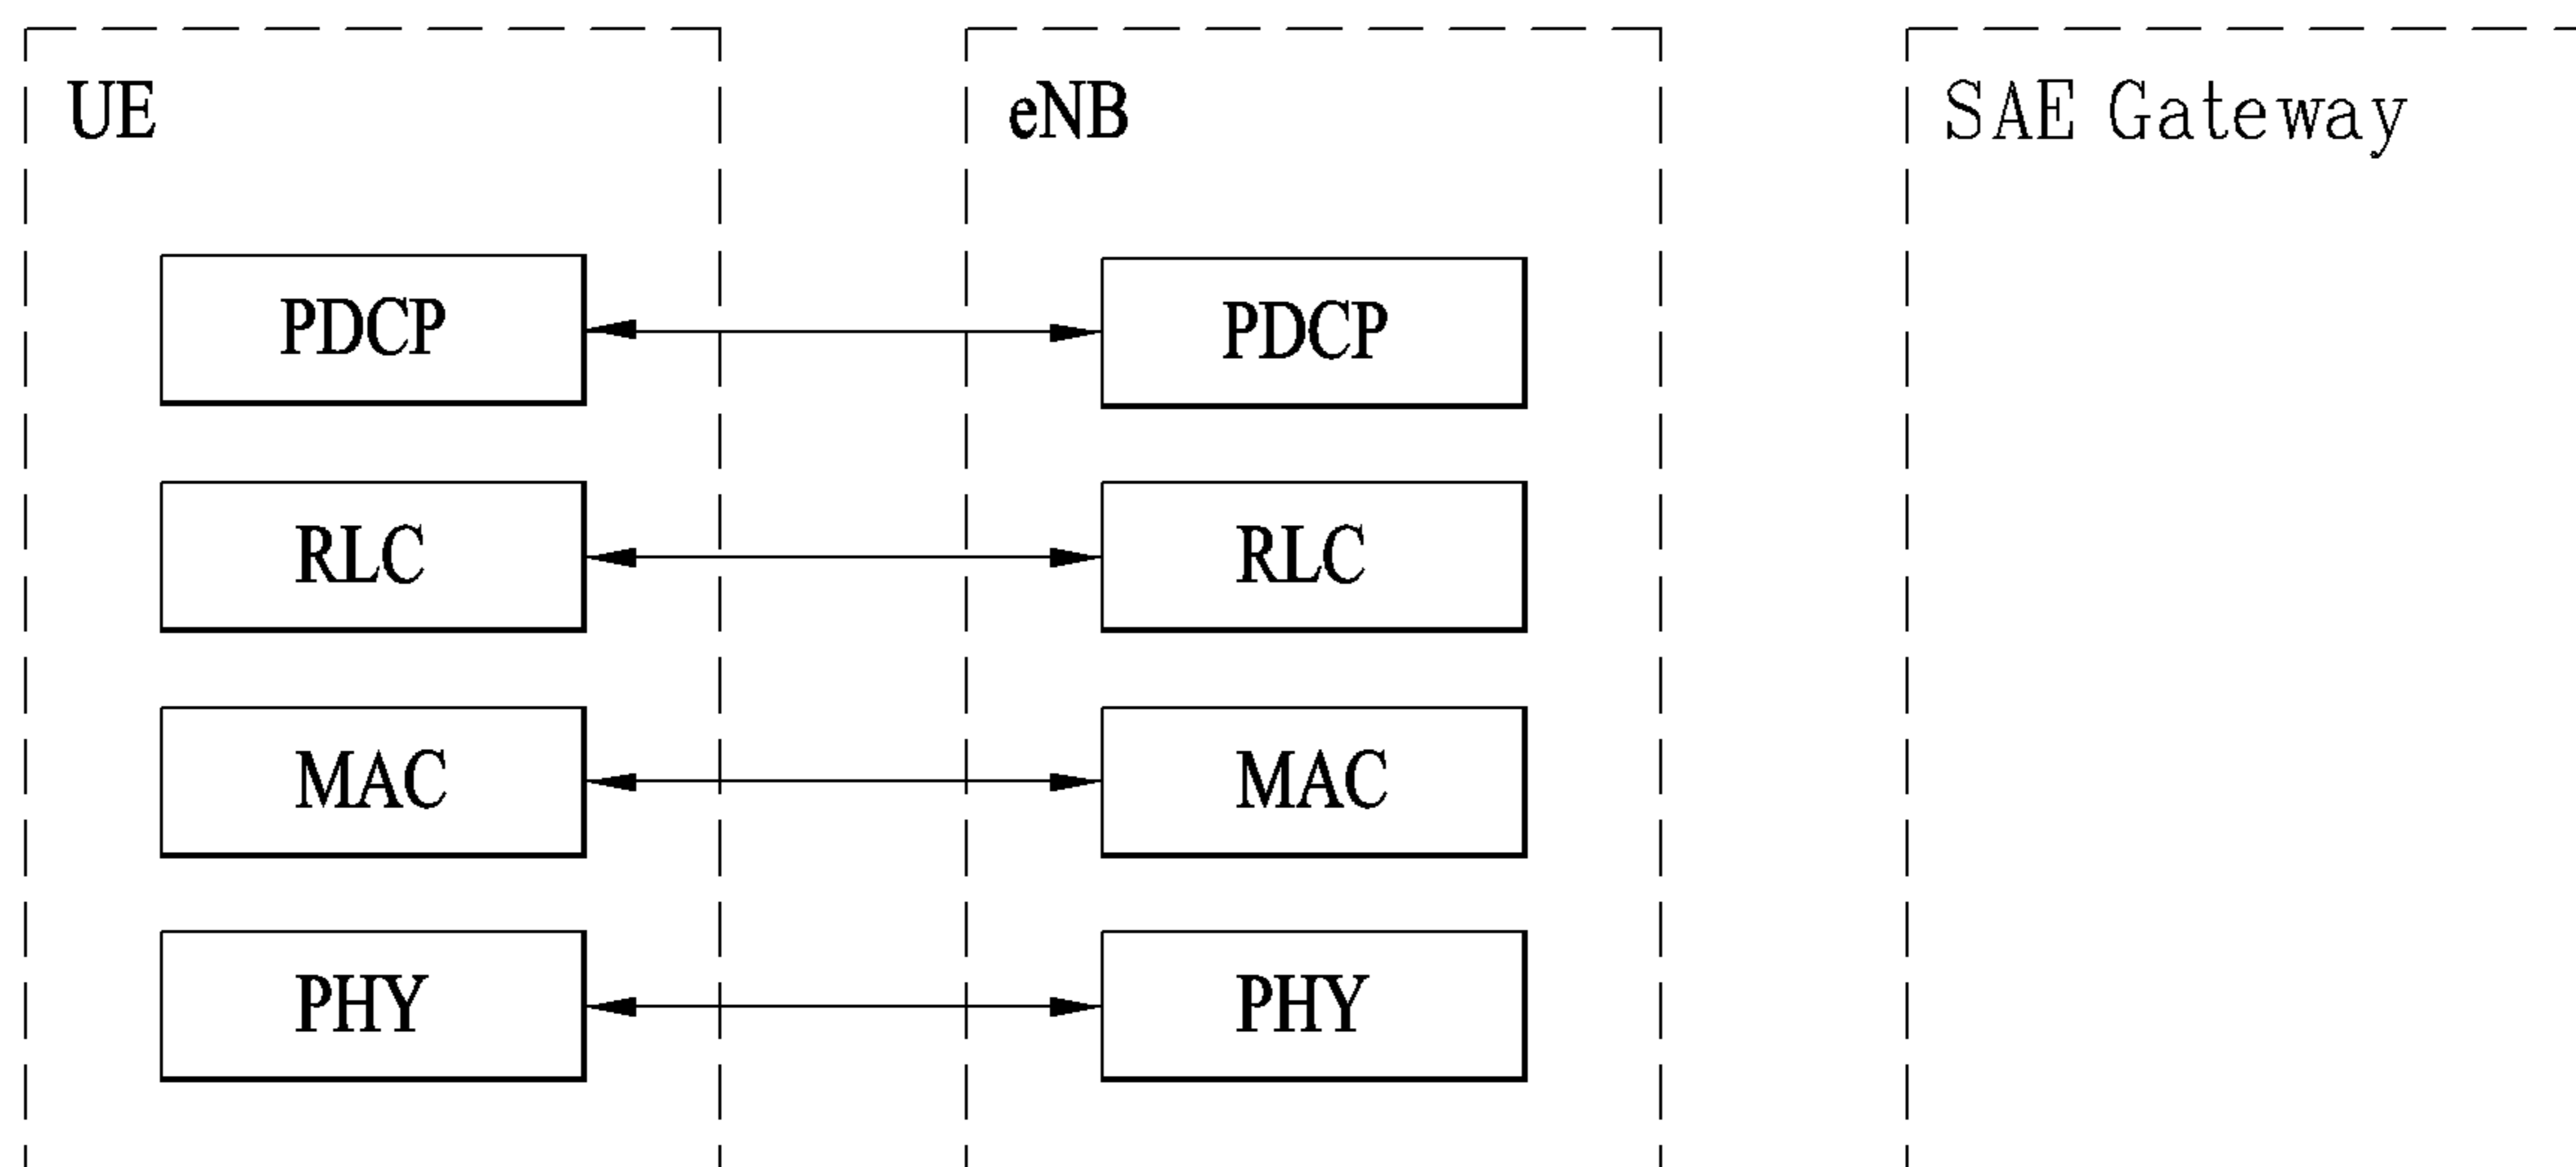 UE eNB SAE Gateway
PDCP PDCP
RLC RLC
MAC MAC
PHY PHY